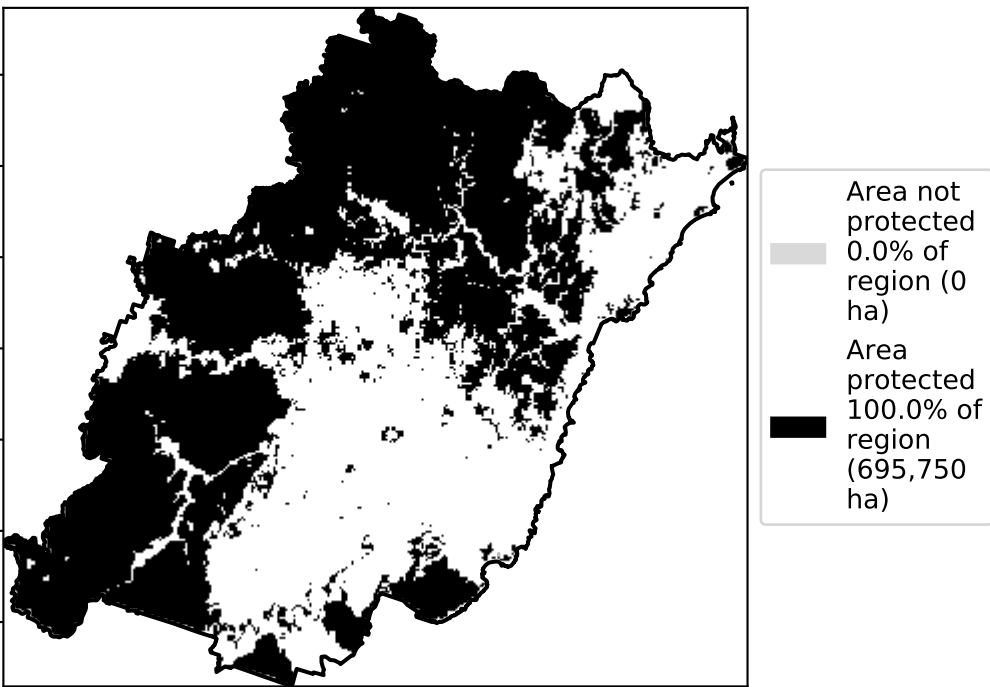 Area not
protected
0.0% of
region (0
ha)
Area
protected
100.0% of
region
(695,750
ha)